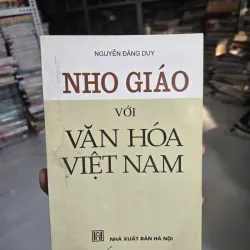 NGUYỄN ĐĂNG DUY
NHO GIÁO
VỚI
VĂN HÓA
VIỆT NAM
NHÀ XUẤT BẢN HÀ NỘI